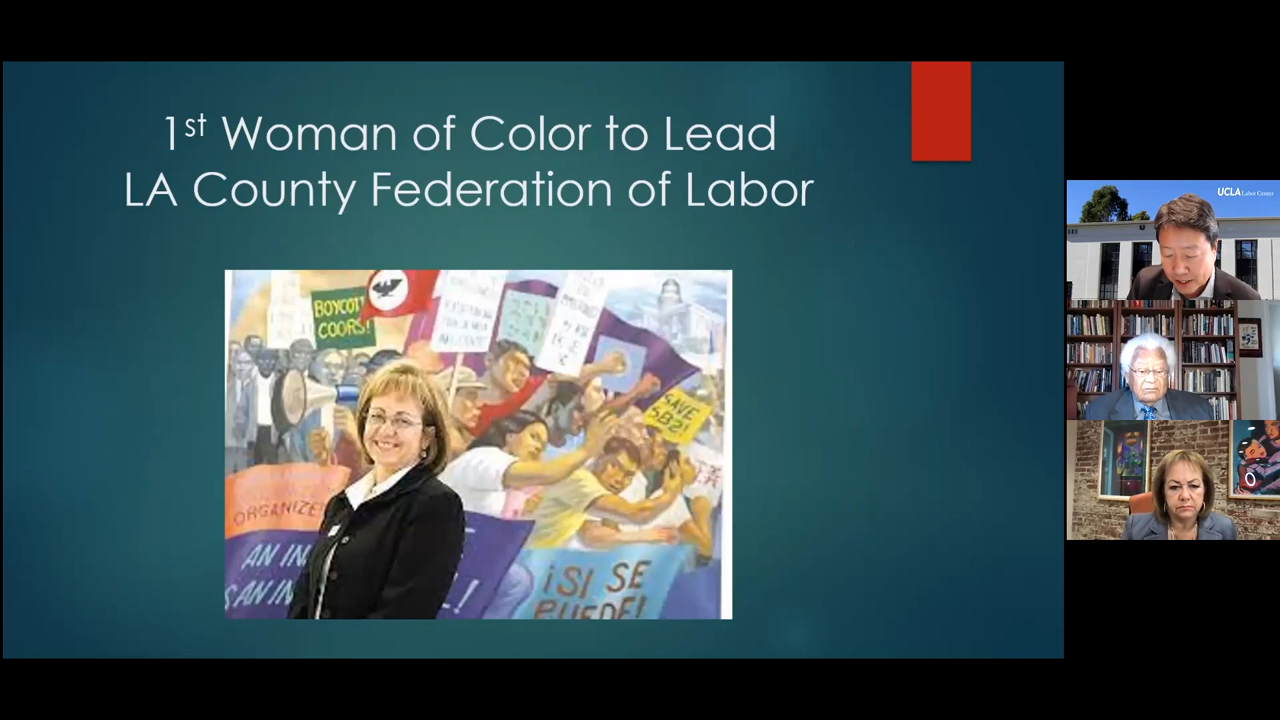 1st Woman of Color to Lead
LA County Federation of Labor
BOYCOTT
COORS!
SAVE
SB2!
ORGANIZE!
AN IN
S AN IN
L!
¡SI SE
PUEDE!
UCLA Labor Center